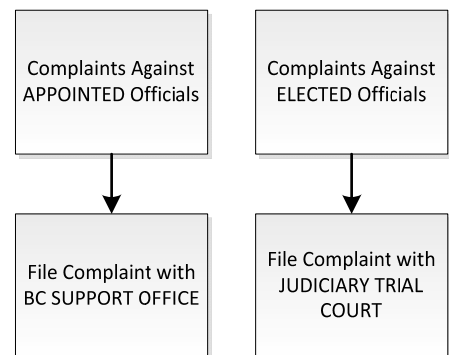 Complaints Against
APPOINTED Officials
Complaints Against
ELECTED Officials
File Complaint with
BC SUPPORT OFFICE
File Complaint with
JUDICIARY TRIAL
COURT